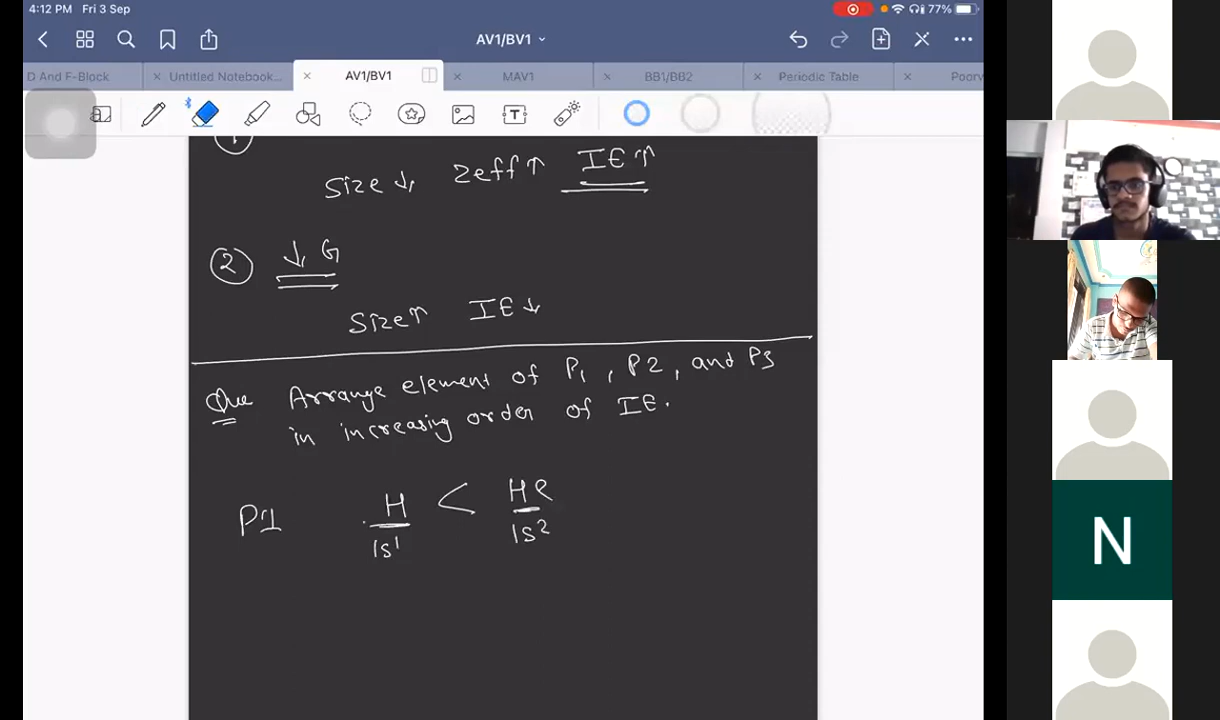 4:12 PM Fri 3 Sep
77%
AV1/BV1
D And F-Block
Untitled Notebook...
AV1/BV1
MAV1
BB1/BB2
Periodic Table
Poorv
T
1
Size ↓, Zeff ↑ IE ↑
2 ↓ G
Size ↑ IE ↓
Que Arrange element of P1, P2, and P3
in increasing order of IE.
P1 H < He
1s¹ 1s²
N